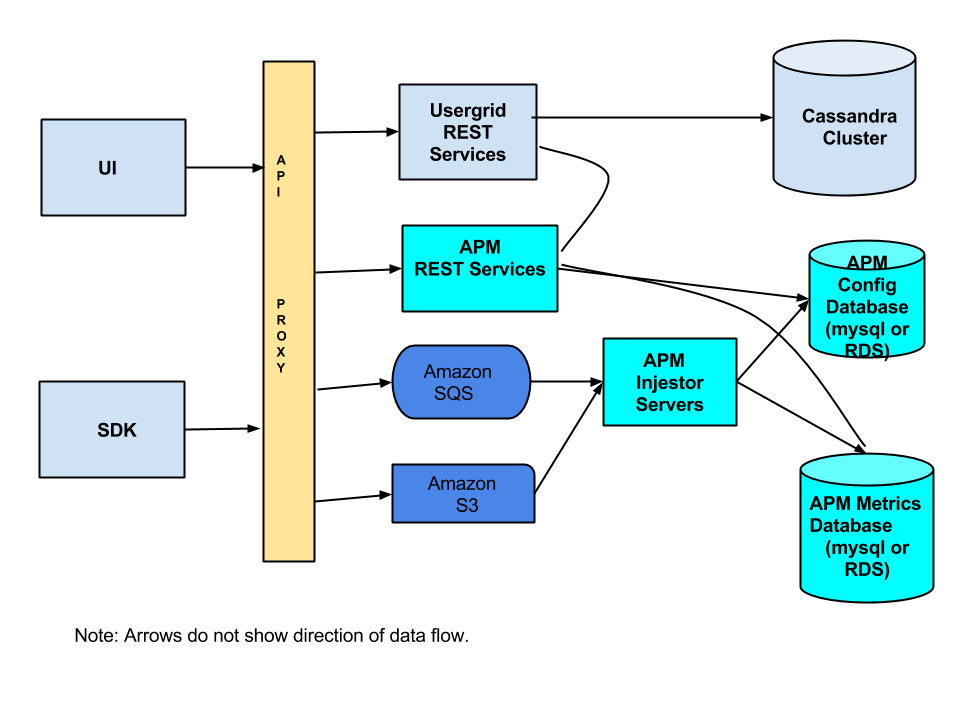 UI
SDK
A
P
I
P
R
O
X
Y
Usergrid
REST
Services
APM
REST Services
Amazon
SQS
Amazon
S3
APM
Injestor
Servers
Cassandra
Cluster
APM
Config
Database
(mysql or
RDS)
APM Metrics
Database
(mysql or
RDS)
Note: Arrows do not show direction of data flow.